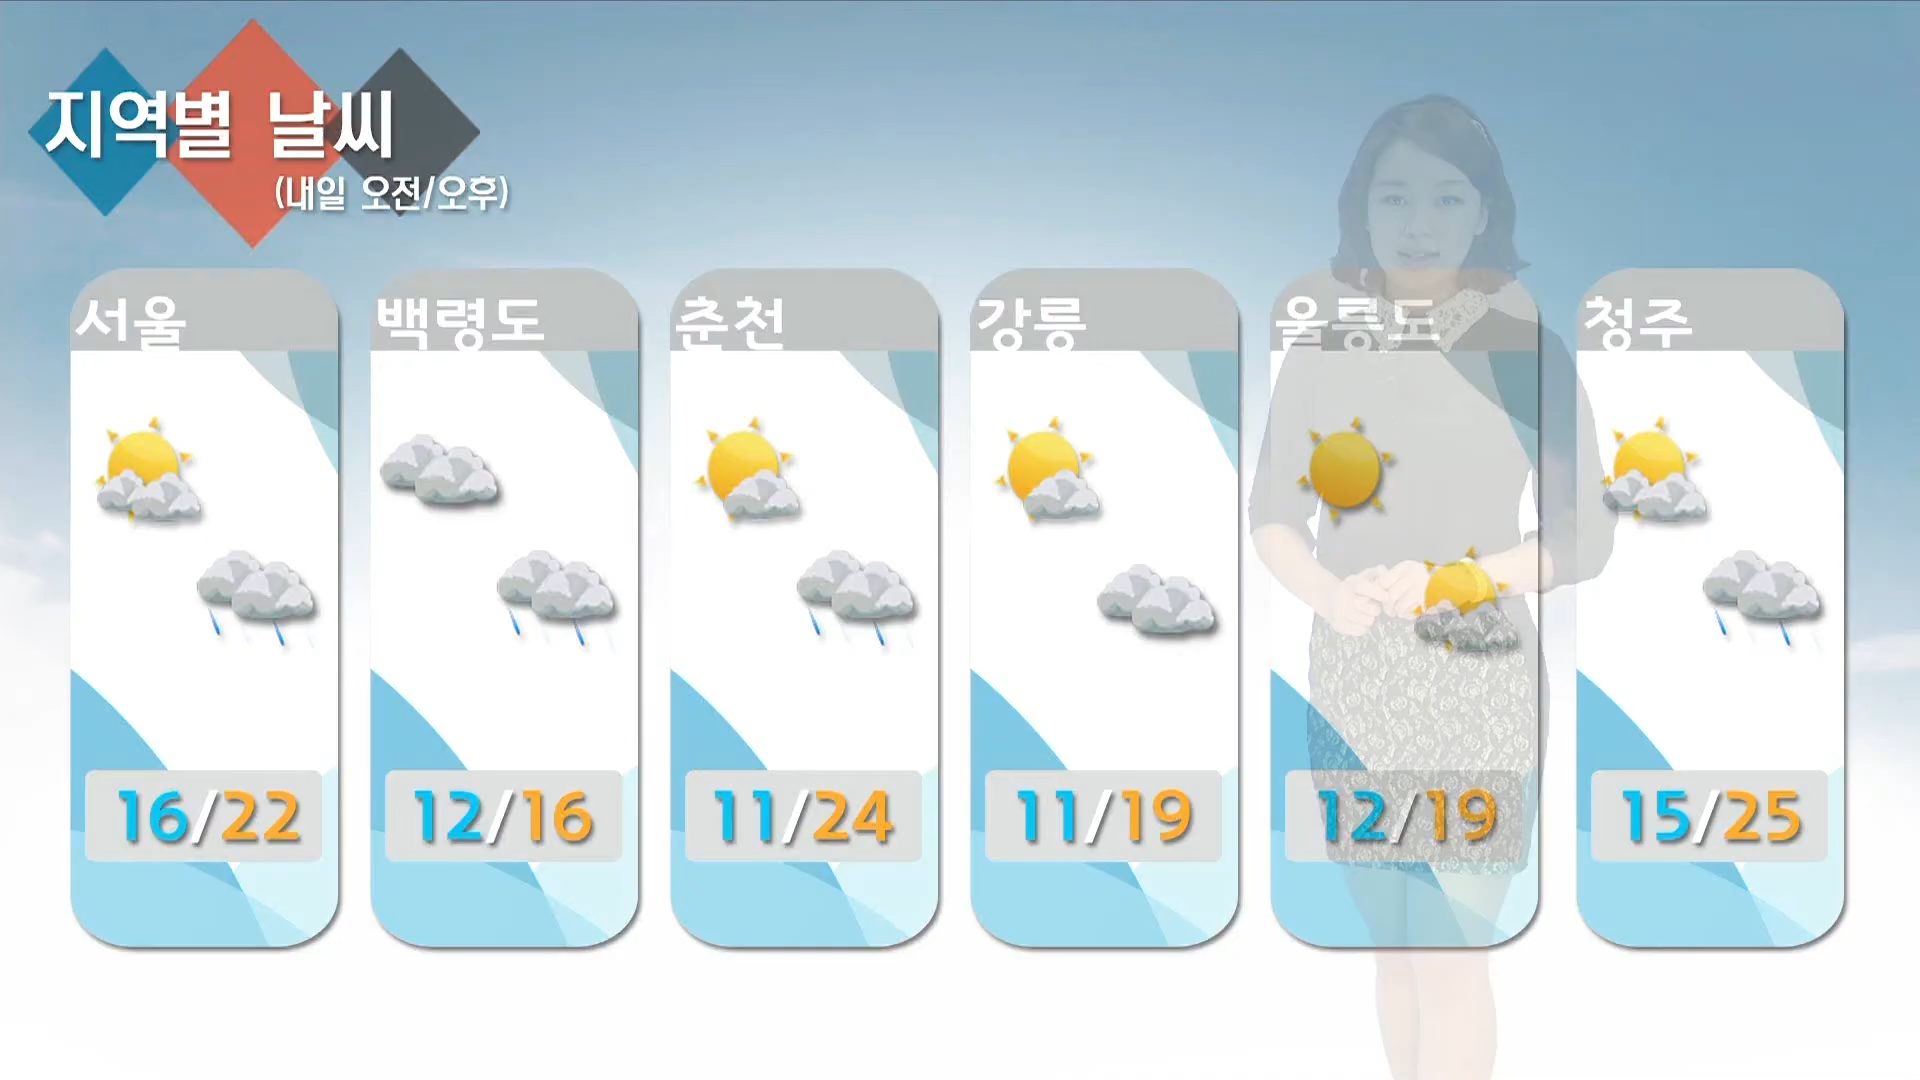 지역별 날씨
(내일 오전/오후)
서울
백령도
춘천
강릉
울릉도
청주
16/22
12/16
11/24
11/19
12/19
15/25